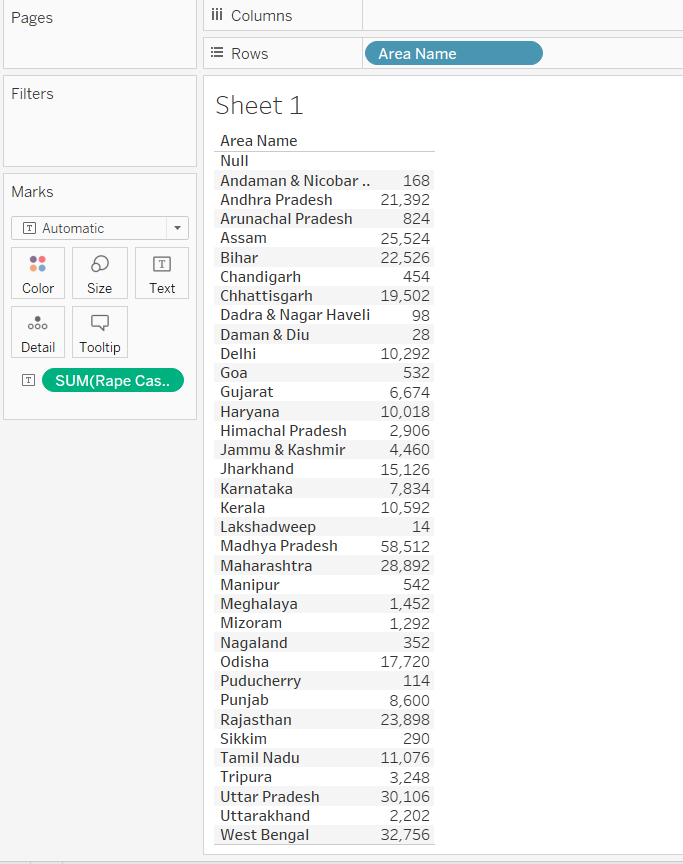 Pages
Columns
Rows
Area Name
Filters
Sheet 1
Area Name
Null
Andaman & Nicobar .. 168
Andhra Pradesh 21,392
Arunachal Pradesh 824
Assam 25,524
Bihar 22,526
Chandigarh 454
Chhattisgarh 19,502
Dadra & Nagar Haveli 98
Daman & Diu 28
Delhi 10,292
Goa 532
Gujarat 6,674
Haryana 10,018
Himachal Pradesh 2,906
Jammu & Kashmir 4,460
Jharkhand 15,126
Karnataka 7,834
Kerala 10,592
Lakshadweep 14
Madhya Pradesh 58,512
Maharashtra 28,892
Manipur 542
Meghalaya 1,452
Mizoram 1,292
Nagaland 352
Odisha 17,720
Puducherry 114
Punjab 8,600
Rajasthan 23,898
Sikkim 290
Tamil Nadu 11,076
Tripura 3,248
Uttar Pradesh 30,106
Uttarakhand 2,202
West Bengal 32,756
Marks
T Automatic
Color Size T Text
Detail Tooltip
T SUM(Rape Cas..